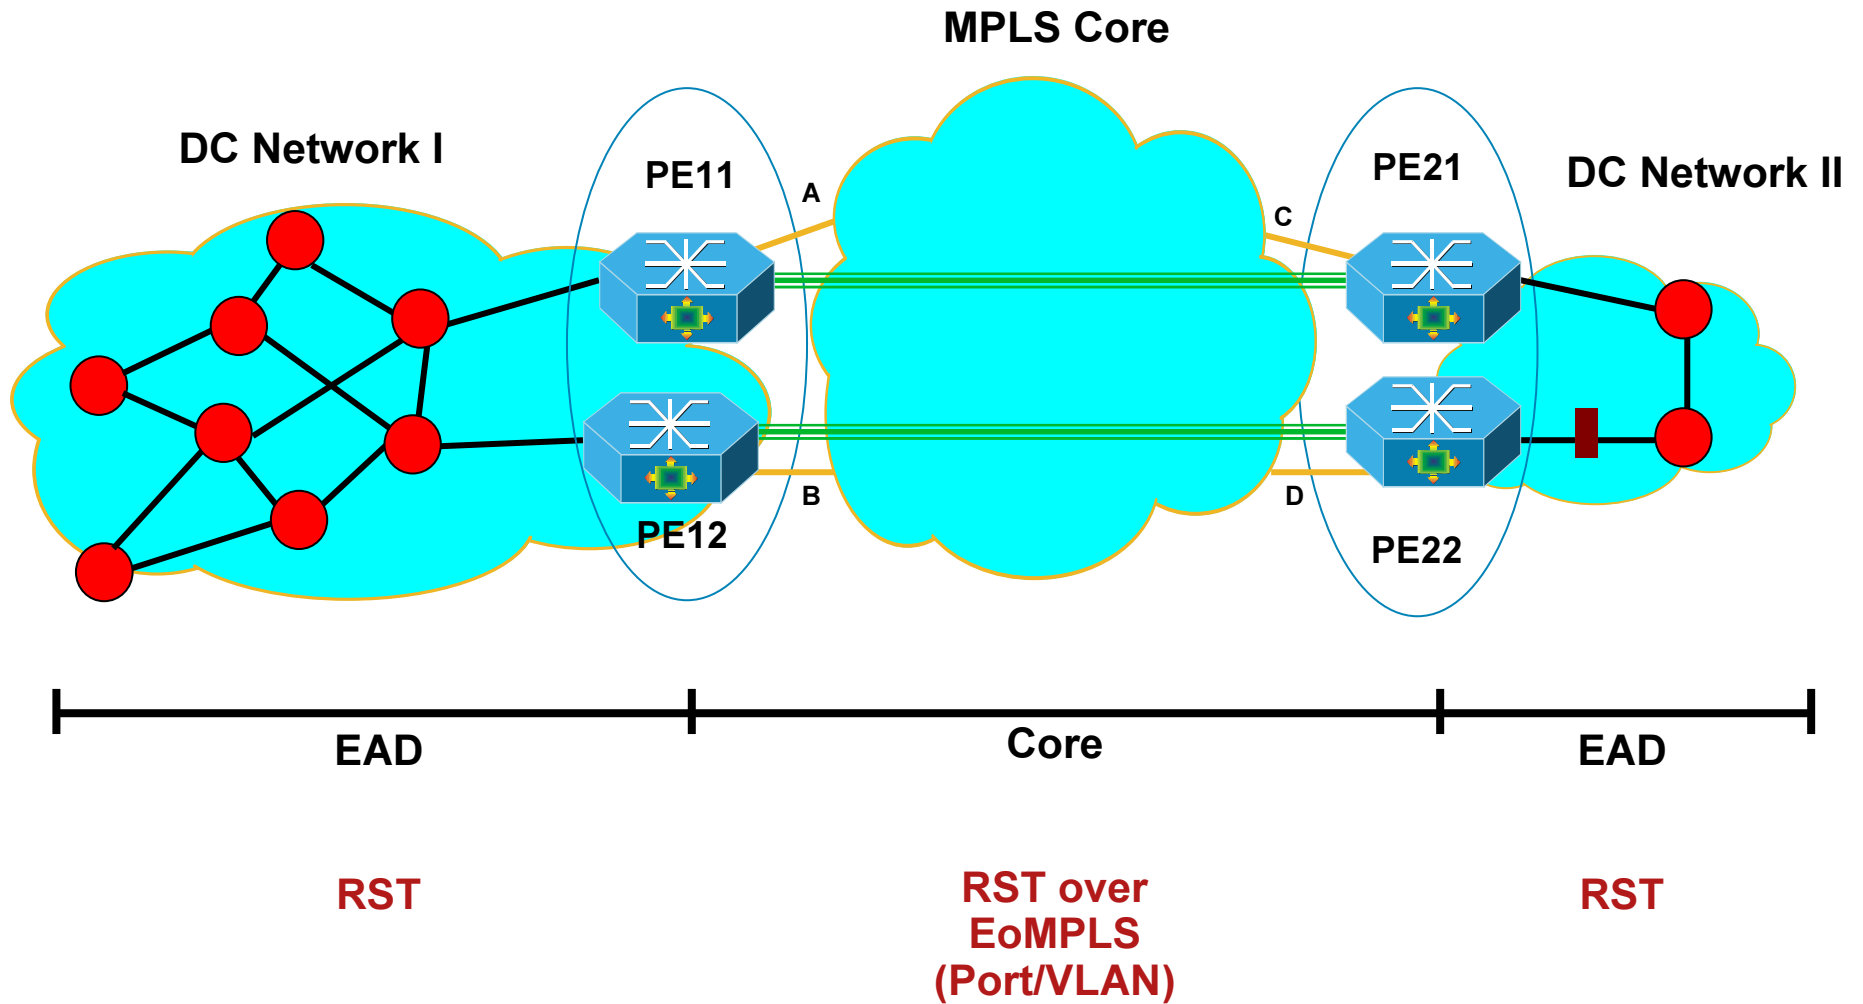 MPLS Core
DC Network I
PE11
PE21
DC Network II
A
C
B
D
PE12
PE22
EAD
Core
EAD
RST
RST over
EoMPLS
(Port/VLAN)
RST